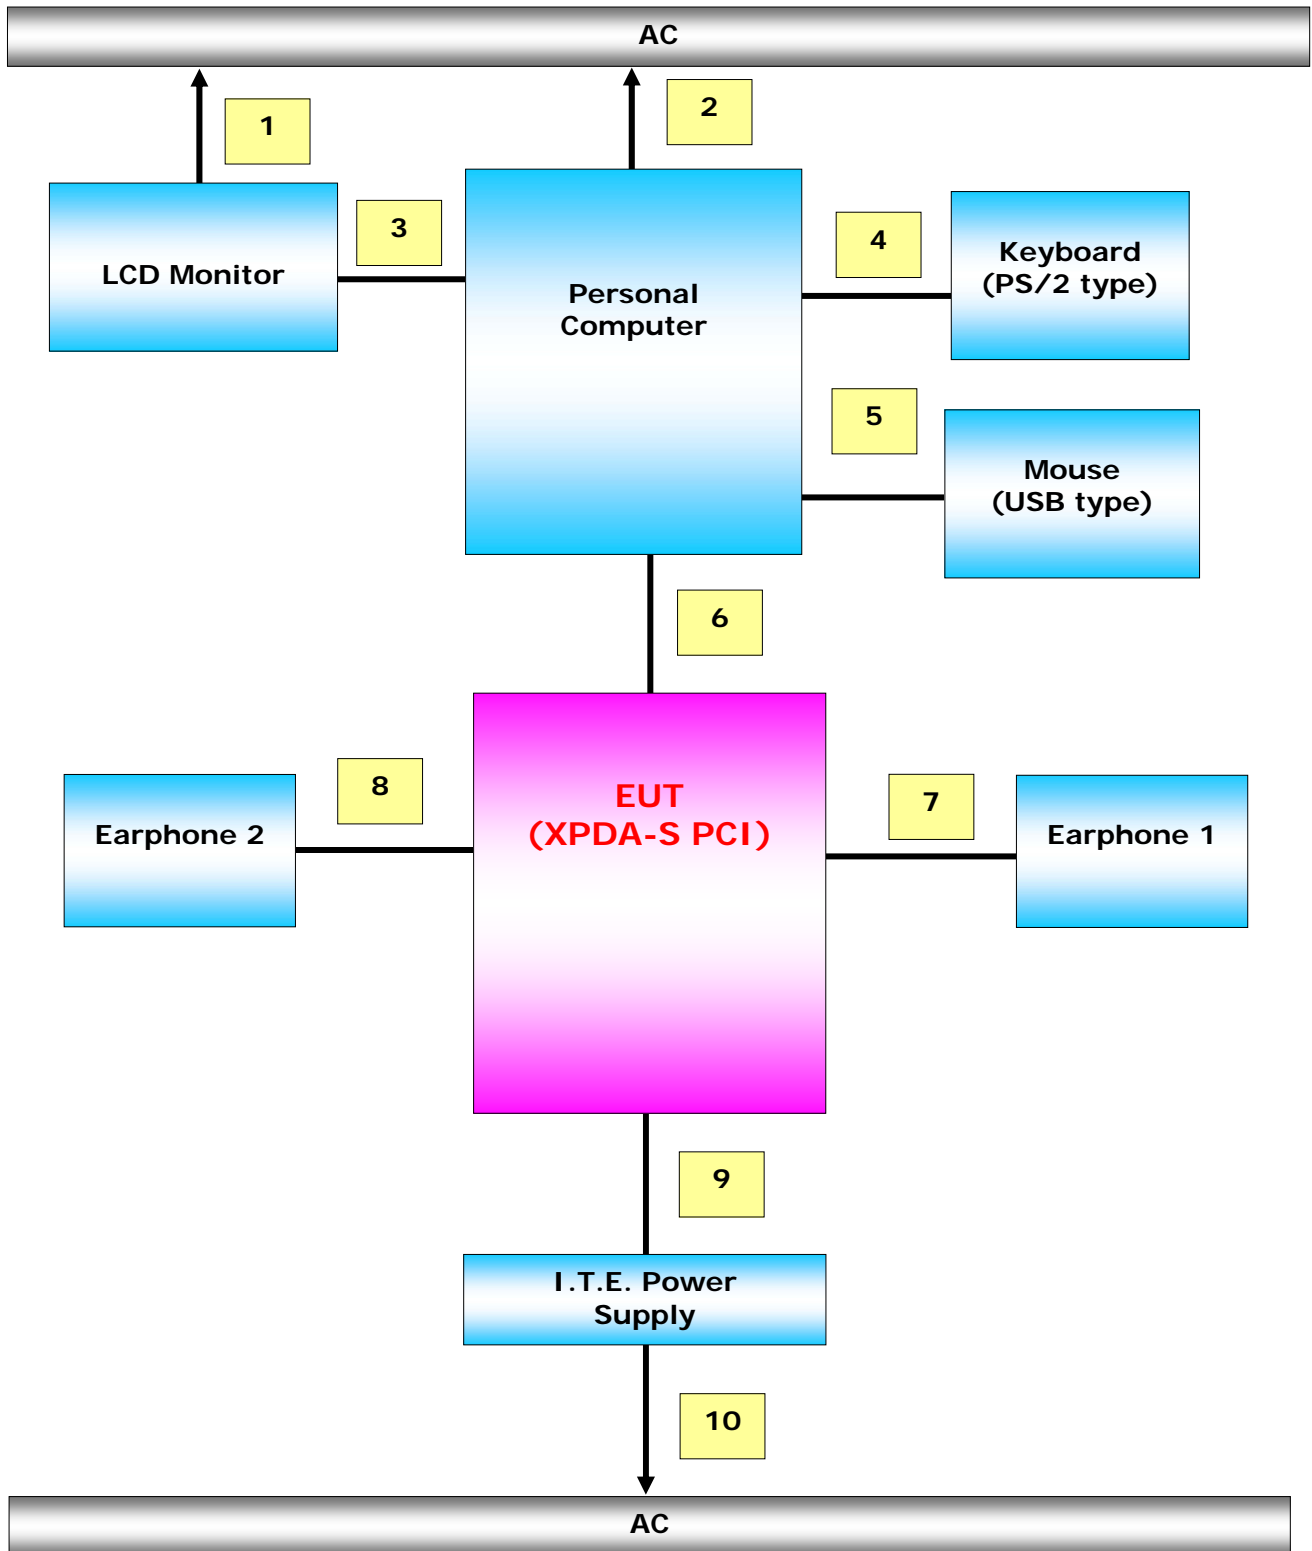 AC
1
2
3
4
LCD Monitor
Personal
Computer
Keyboard
(PS/2 type)
5
Mouse
(USB type)
6
8
EUT
(XPDA-S PCI)
7
Earphone 2
Earphone 1
9
I.T.E. Power
Supply
10
AC